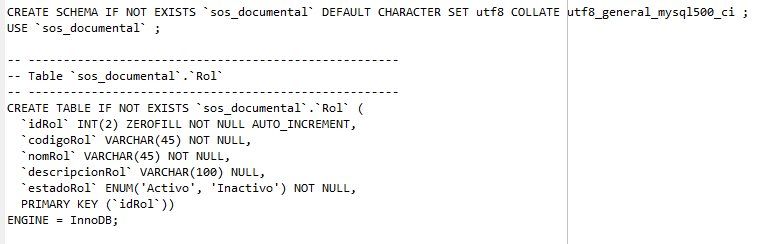 CREATE SCHEMA IF NOT EXISTS `sos_documental` DEFAULT CHARACTER SET utf8 COLLATE utf8_general_mysql500_ci ;
USE `sos_documental` ;
-- -----------------------------------------------------
-- Table `sos_documental`.`Rol`
-- -----------------------------------------------------
CREATE TABLE IF NOT EXISTS `sos_documental`.`Rol` (
  `idRol` INT(2) ZEROFILL NOT NULL AUTO_INCREMENT,
  `codigoRol` VARCHAR(45) NOT NULL,
  `nomRol` VARCHAR(45) NOT NULL,
  `descripcionRol` VARCHAR(100) NULL,
  `estadoRol` ENUM('Activo', 'Inactivo') NOT NULL,
  PRIMARY KEY (`idRol`))
ENGINE = InnoDB;